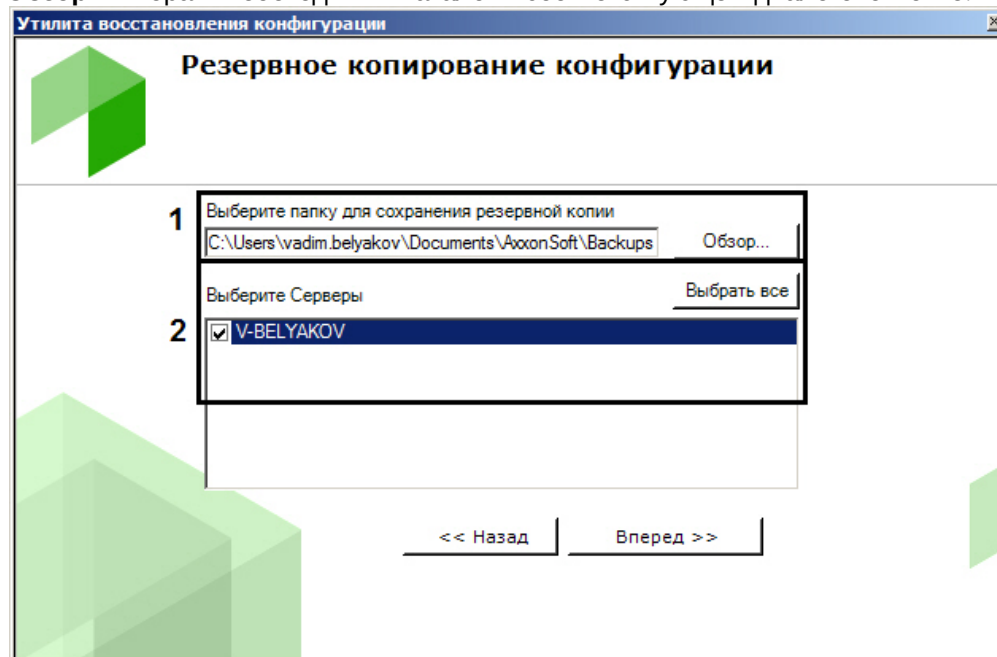 Утилита восстановления конфигурации
Резервное копирование конфигурации
1
Выберите папку для сохранения резервной копии
C:\Users\vadim.belyakov\Documents\AxxonSoft\Backups Обзор...
Выберите Серверы Выбрать все
2
V-BELYAKOV
<< Назад Вперед >>